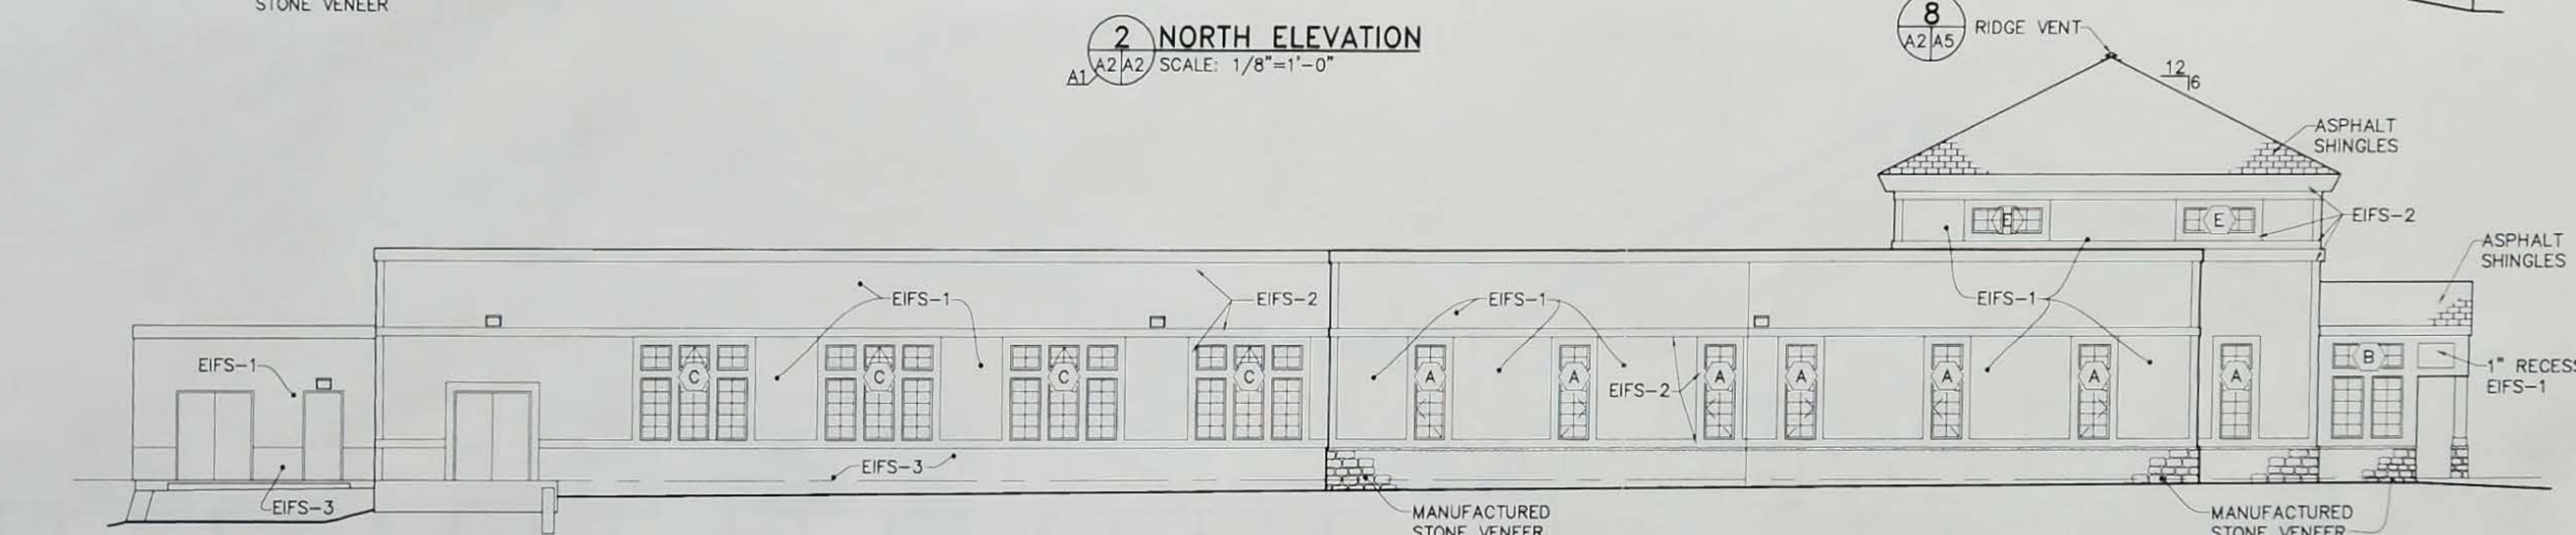 STONE VENEER
2 NORTH ELEVATION
A1 A2 A2 SCALE: 1/8"=1'-0"
8
A2 A5
RIDGE VENT
12
6
ASPHALT
SHINGLES
E E
EIFS-2
ASPHALT
SHINGLES
EIFS-1 EIFS-2 EIFS-1 EIFS-1
EIFS-1
C C C C A A A A A A A B
EIFS-2
1" RECESS
EIFS-1
EIFS-3
EIFS-3
MANUFACTURED
STONE VENEER
MANUFACTURED
STONE VENEER